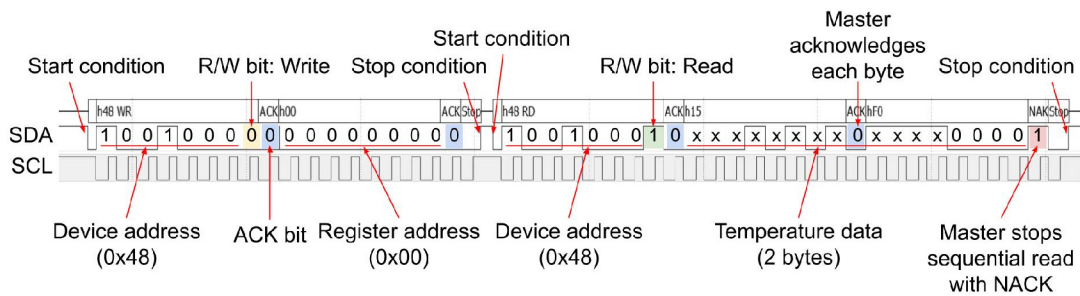 Start condition
R/W bit: Write
Stop condition
Start condition
R/W bit: Read
Master
acknowledges
each byte
Stop condition
h48 WR ACK h00 ACK Stop h48 RD ACK h15 ACK hF0 NAK Stop
SDA 1 0 0 1 0 0 0 0 0 0 0 0 0 0 0 0 0 0 1 0 0 1 0 0 0 1 0 x x x x x x x x 0 x x x x 0 0 0 0 1
SCL
Device address
(0x48)
ACK bit
Register address
(0x00)
Device address
(0x48)
Temperature data
(2 bytes)
Master stops
sequential read
with NACK